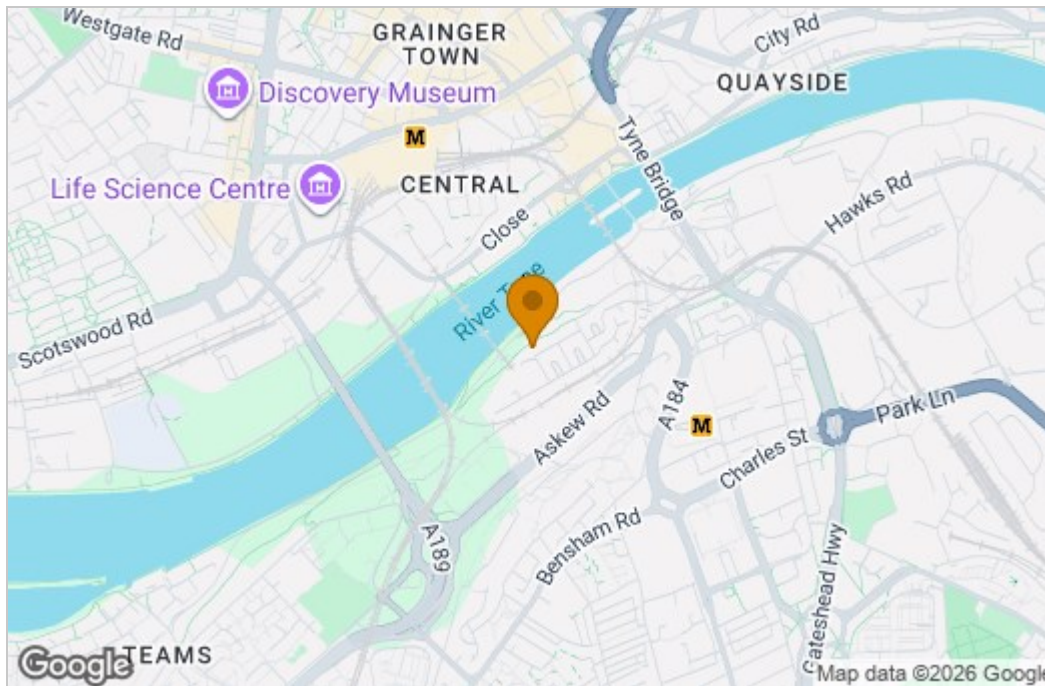 Westgate Rd
GRAINGER
TOWN
City Rd
QUAYSIDE
Discovery Museum
M
Tyne Bridge
Life Science Centre
CENTRAL
Hawks Rd
Close
River Tyne
Scotswood Rd
Askew Rd
A184
Park Ln
M
Charles St
A189
Bensham Rd
Gateshead Hwy
TEAMS
Google
Map data ©2026 Google